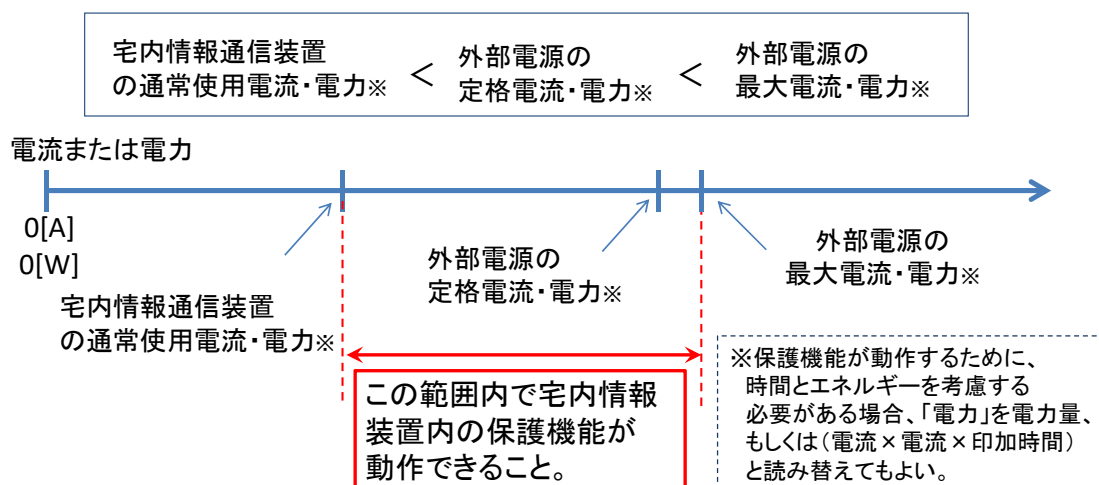 宅内情報通信装置
の通常使用電流・電力※
＜
外部電源の
定格電流・電力※
＜
外部電源の
最大電流・電力※
電流または電力
0[A]
0[W]
宅内情報通信装置
の通常使用電流・電力※
外部電源の
定格電流・電力※
外部電源の
最大電流・電力※
この範囲内で宅内情報
装置内の保護機能が
動作できること。
※保護機能が動作するために、
時間とエネルギーを考慮する
必要がある場合、「電力」を電力量、
もしくは（電流×電流×印加時間）
と読み替えてもよい。